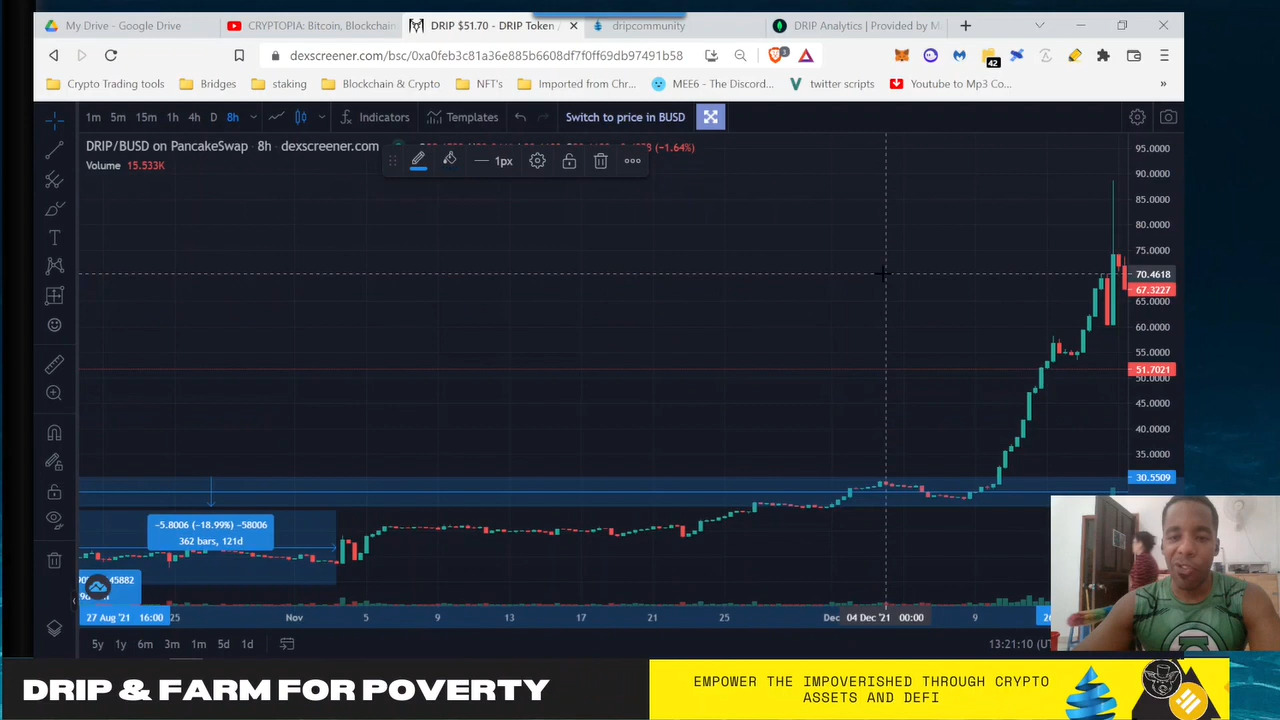 My Drive - Google Drive
CRYPTOPIA: Bitcoin, Blockchain
DRIP $51.70 - DRIP Token /
dripcommunity
DRIP Analytics | Provided by M
dexscreener.com/bsc/0xa0feb3c81a36e885b6608df7f0ff69db97491b58
3
42
Crypto trading tools
Bridges
staking
Blockchain & Crypto
NFT's
Imported from Chr...
MEE6 - The Discord...
twitter scripts
Youtube to Mp3 Co...
»
1m 5m 15m 1h 4h D 8h
Indicators
Templates
Switch to price in BUSD
DRIP/BUSD on PancakeSwap · 8h · dexscreener.com
(−1.64%)
Volume 15.533K
1px
95.0000
90.0000
85.0000
80.0000
75.0000
70.4618
67.3227
65.0000
60.0000
55.0000
51.7021
50.0000
45.0000
40.0000
35.0000
30.5509
−5.8006 (−18.99%) −58006
362 bars, 121d
45882
27 Aug '21 16:00
25
Nov
5
9
13
17
21
25
Dec
04 Dec '21 00:00
9
5y 1y 6m 3m 1m 5d 1d
13:21:10 (UT
DRIP & FARM FOR POVERTY
EMPOWER THE IMPOVERISHED THROUGH CRYPTO
ASSETS AND DEFI